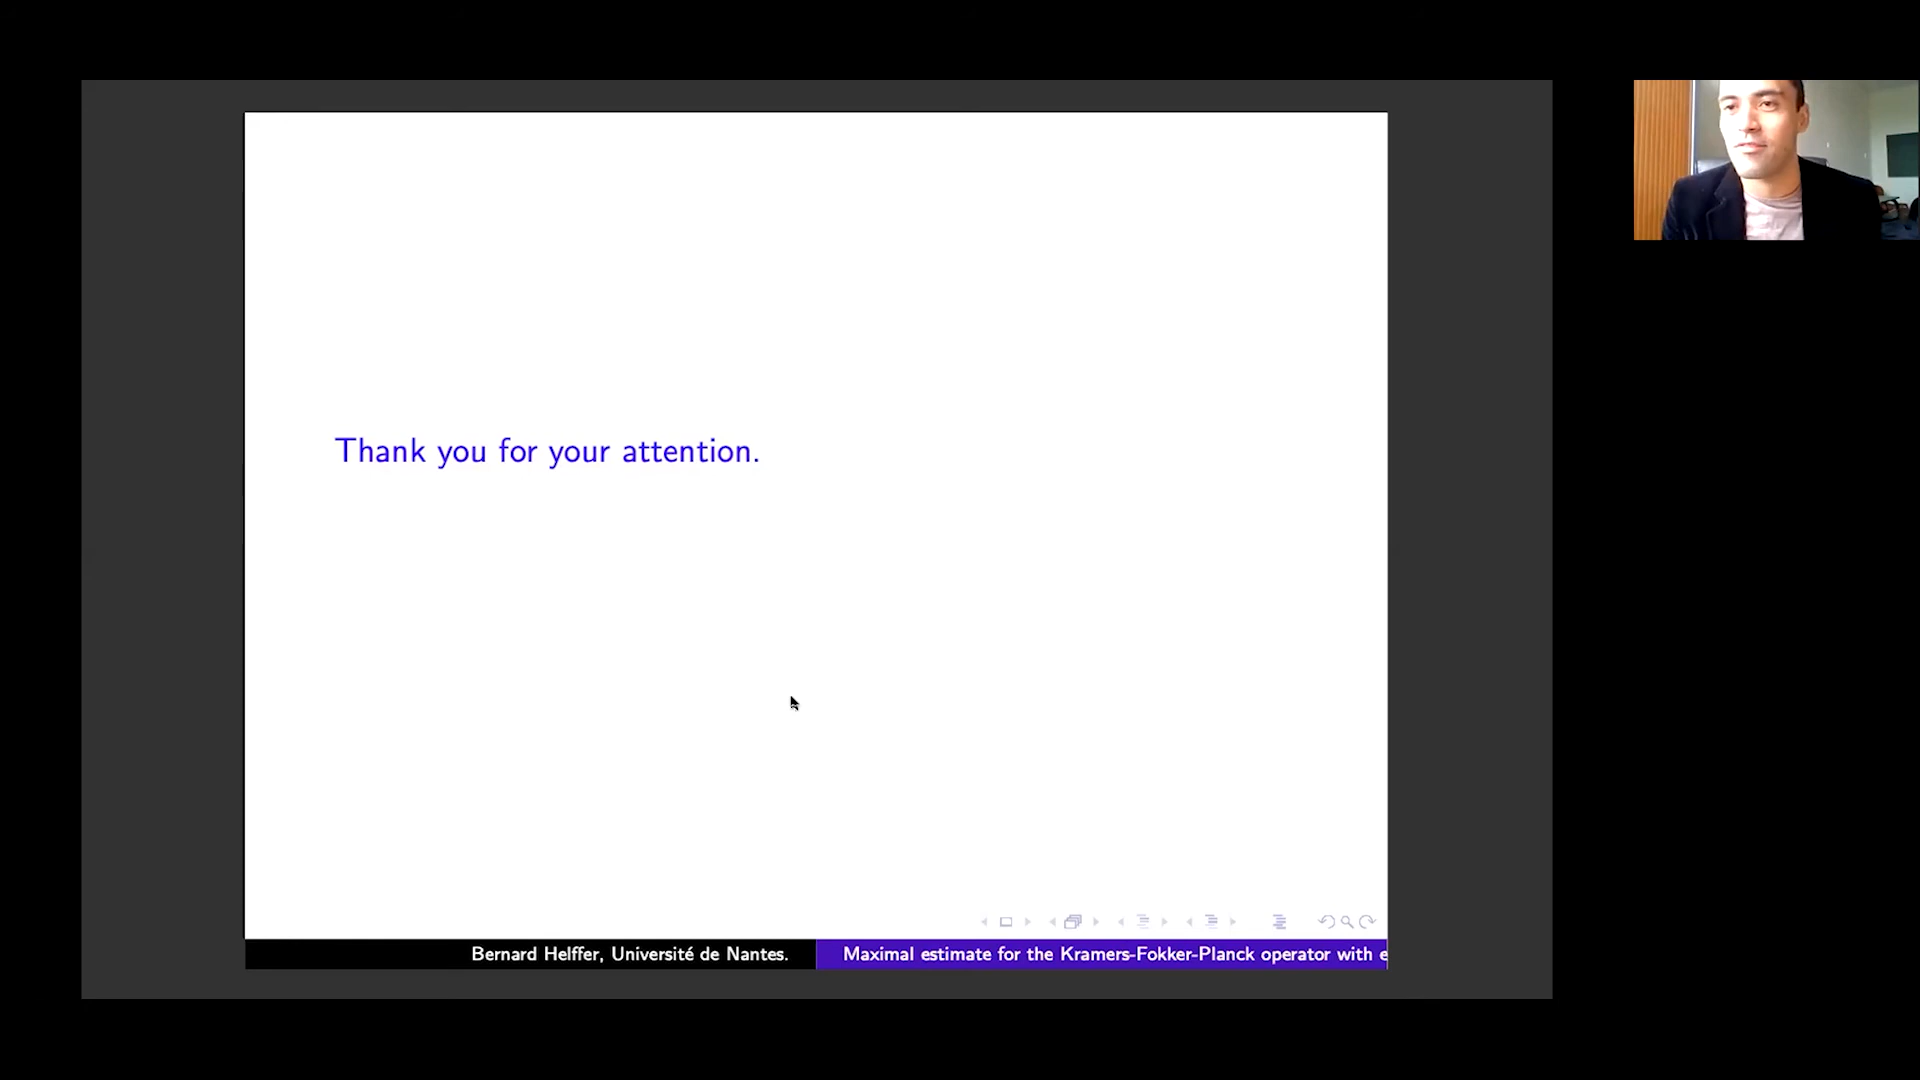 Thank you for your attention.
Bernard Helffer, Université de Nantes.
Maximal estimate for the Kramers-Fokker-Planck operator with e